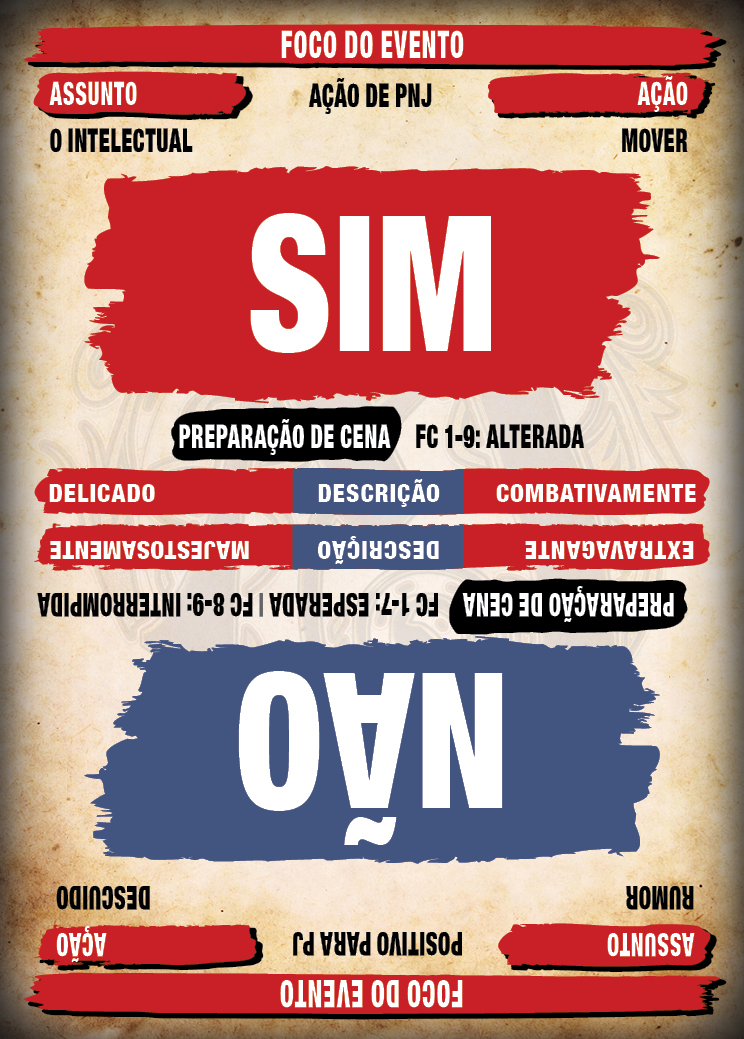 FOCO DO EVENTO
ASSUNTO AÇÃO DE PNJ AÇÃO
O INTELECTUAL MOVER
SIM
PREPARAÇÃO DE CENA FC 1-9: ALTERADA
DELICADO DESCRIÇÃO COMBATIVAMENTE
EXTRAVAGANTE DESCRIÇÃO MAJESTOSAMENTE
PREPARAÇÃO DE CENA FC 1-7: ESPERADA | FC 8-9: INTERROMPIDA
NÃO
RUMOR DESCUIDO
ASSUNTO POSITIVO PARA PJ AÇÃO
FOCO DO EVENTO